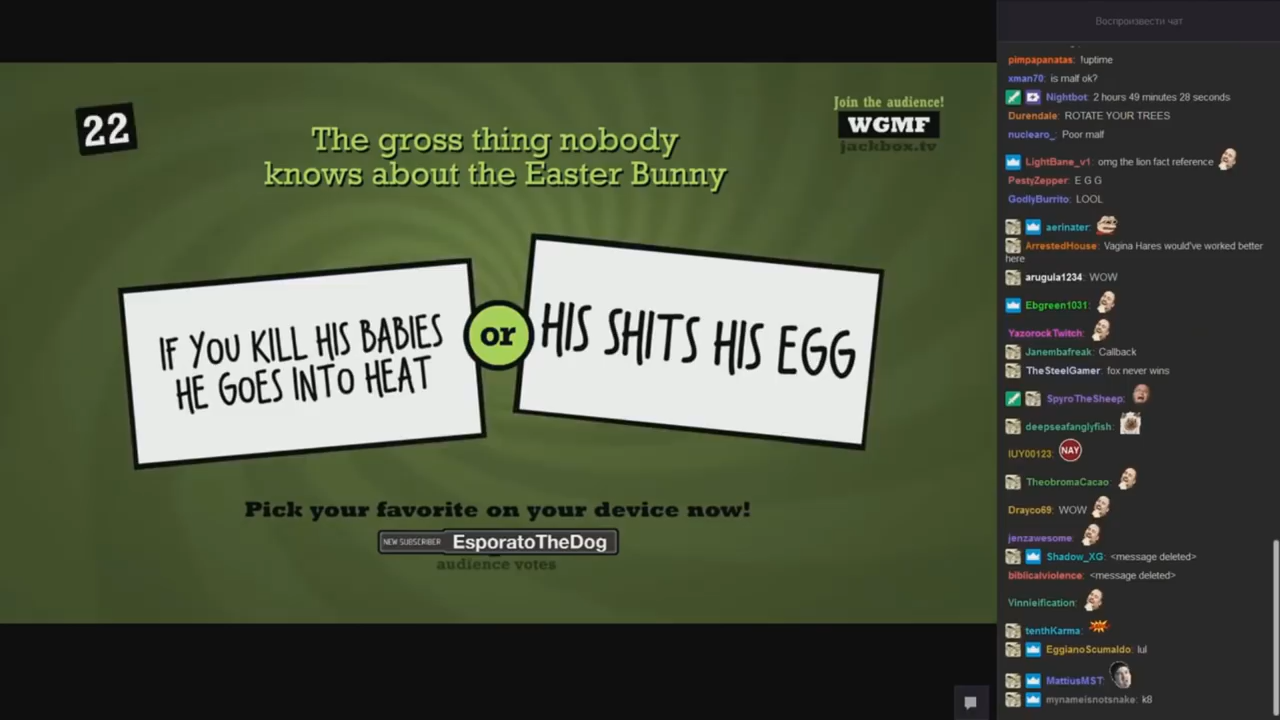 22
The gross thing nobody
knows about the Easter Bunny
Join the audience!
WGMF
jackbox.tv
IF YOU KILL HIS BABIES
HE GOES INTO HEAT
or
HIS SHITS HIS EGG
Pick your favorite on your device now!
NEW SUBSCRIBER EsporatoTheDog
audience votes
Воспроизвести чат
pimpapanatas: !uptime
xman70: is malf ok?
Nightbot: 2 hours 49 minutes 28 seconds
Durendale: ROTATE YOUR TREES
nuclearo_: Poor malf
LightBane_v1: omg the lion fact reference
PestyZepper: E G G
GodlyBurrito: LOOL
aerinater:
ArrestedHouse: Vagina Hares would've worked better
here
arugula1234: WOW
Ebgreen1031:
YazorockTwitch:
Janembafreak: Callback
TheSteelGamer: fox never wins
SpyroTheSheep:
deepseafanglyfish:
IUY00123: NAY
TheobromaCacao:
Drayco69: WOW
jenzawesome:
Shadow_XG: <message deleted>
biblicalviolence: <message deleted>
Vinnieification:
tenthKarma:
EggianoScumaldo: lul
MattiusMST:
mynameisnotsnake: k8